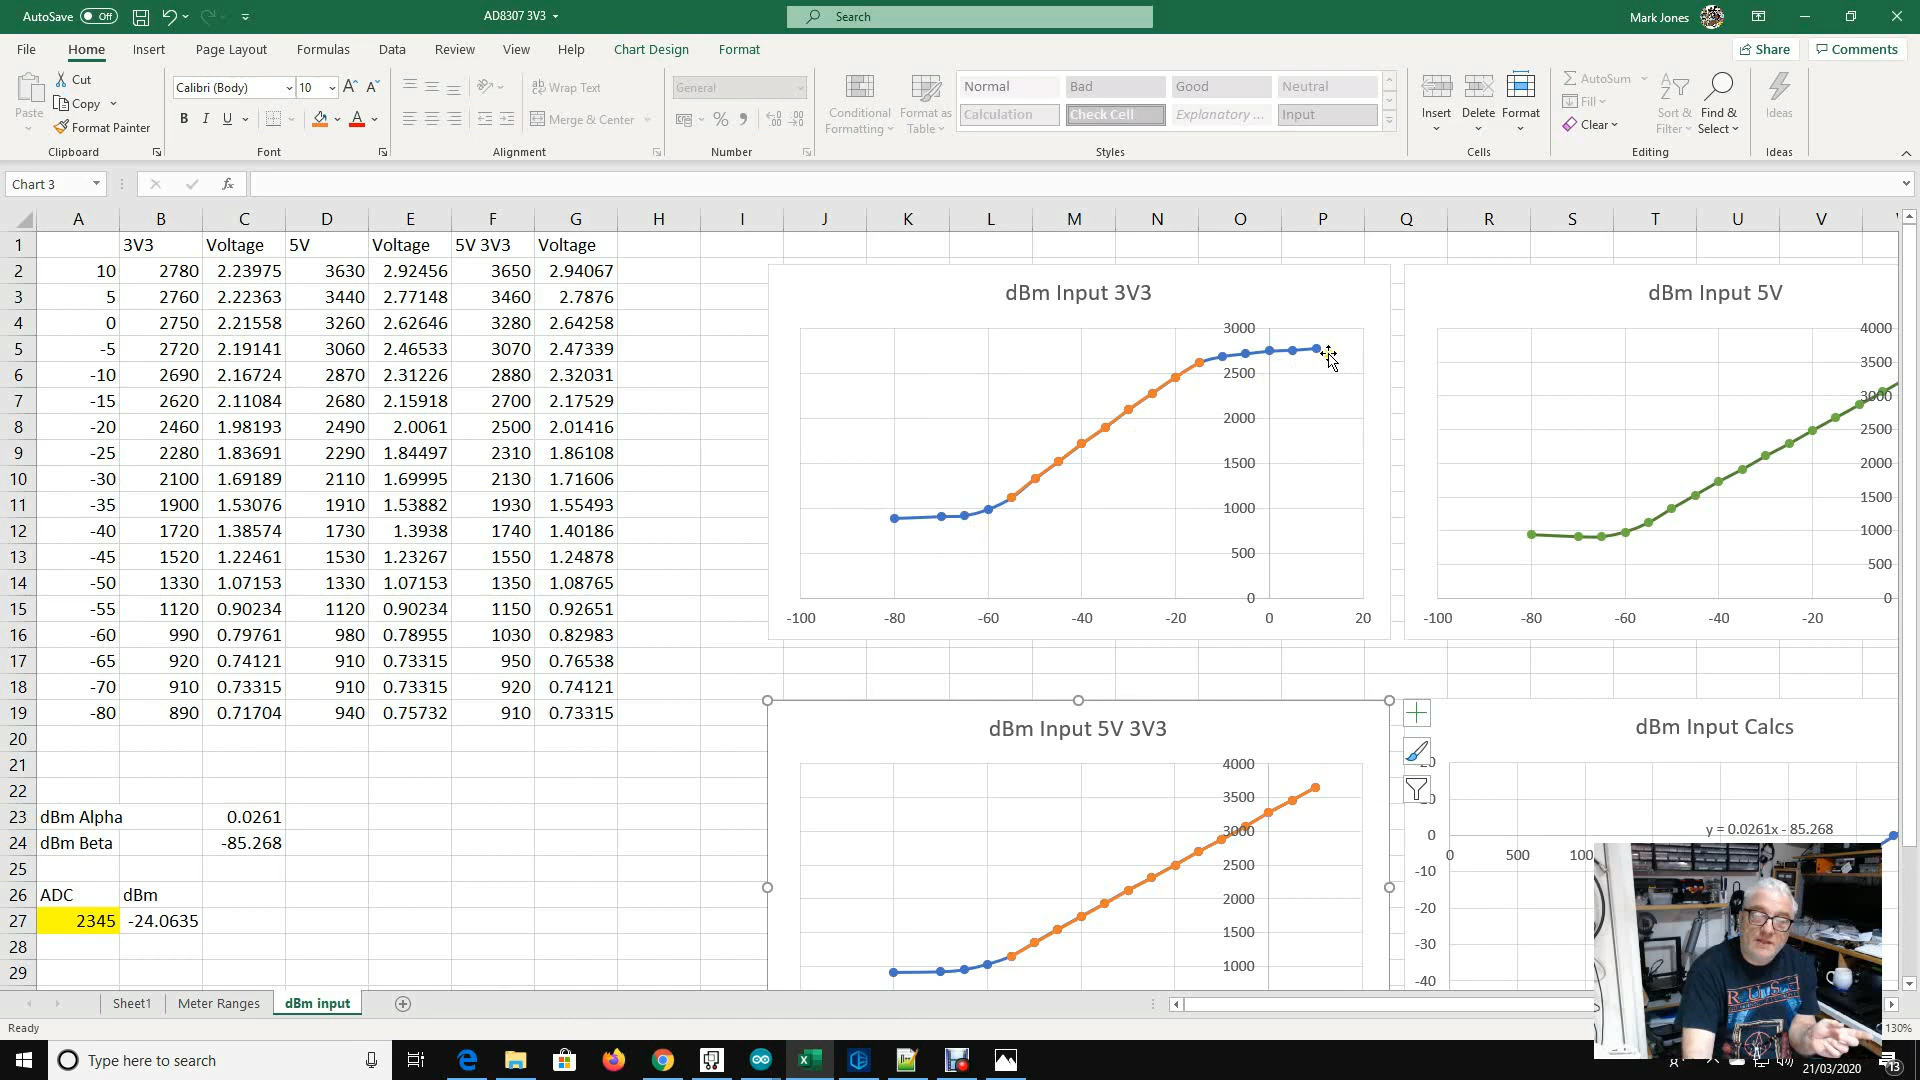 AutoSave Off AD8307 3V3 Search Mark Jones
File Home Insert Page Layout Formulas Data Review View Help Chart Design Format Share Comments
Paste Cut Copy Format Painter Clipboard
Calibri (Body) 10 B I U Font
Wrap Text Merge & Center Alignment
General Number
Conditional Formatting Format as Table
Normal Bad Good Neutral
Calculation Check Cell Explanatory ... Input
Styles
Insert Delete Format Cells
AutoSum Fill Clear Sort & Filter Find & Select Editing
Ideas Ideas
Chart 3 fx
A B C D E F G H I J K L M N O P Q R S T U V
1 3V3 Voltage 5V Voltage 5V 3V3 Voltage
2 10 2780 2.23975 3630 2.92456 3650 2.94067
3 5 2760 2.22363 3440 2.77148 3460 2.7876
4 0 2750 2.21558 3260 2.62646 3280 2.64258
5 -5 2720 2.19141 3060 2.46533 3070 2.47339
6 -10 2690 2.16724 2870 2.31226 2880 2.32031
7 -15 2620 2.11084 2680 2.15918 2700 2.17529
8 -20 2460 1.98193 2490 2.0061 2500 2.01416
9 -25 2280 1.83691 2290 1.84497 2310 1.86108
10 -30 2100 1.69189 2110 1.69995 2130 1.71606
11 -35 1900 1.53076 1910 1.53882 1930 1.55493
12 -40 1720 1.38574 1730 1.3938 1740 1.40186
13 -45 1520 1.22461 1530 1.23267 1550 1.24878
14 -50 1330 1.07153 1330 1.07153 1350 1.08765
15 -55 1120 0.90234 1120 0.90234 1150 0.92651
16 -60 990 0.79761 980 0.78955 1030 0.82983
17 -65 920 0.74121 910 0.73315 950 0.76538
18 -70 910 0.73315 910 0.73315 920 0.74121
19 -80 890 0.71704 940 0.75732 910 0.73315
20
21
22
23 dBm Alpha 0.0261
24 dBm Beta -85.268
25
26 ADC dBm
27 2345 -24.0635
28
29
dBm Input 3V3
3000
2500
2000
1500
1000
500
0
-100 -80 -60 -40 -20 0 20
dBm Input 5V
4000
3500
3000
2500
2000
1500
1000
500
0
-100 -80 -60 -40 -20
dBm Input 5V 3V3
4000
3500
3000
2500
2000
1500
1000
dBm Input Calcs
y = 0.0261x - 85.268
0
0 500
-10
-20
-30
-40
Sheet1 Meter Ranges dBm input
Ready 130%
Type here to search 21/03/2020 13